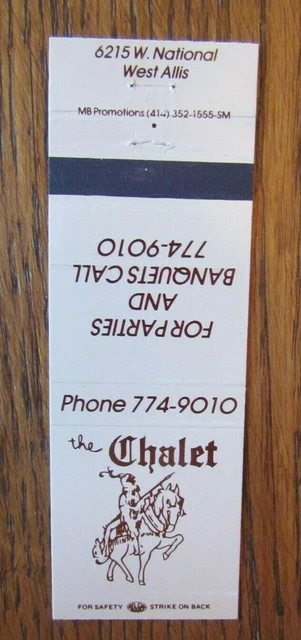 6215 W. National
West Allis
MB Promotions (414) 352-1555-SM
FOR PARTIES
AND
BANQUETS CALL
774-9010
Phone 774-9010
the Chalet
FOR SAFETY STRIKE ON BACK